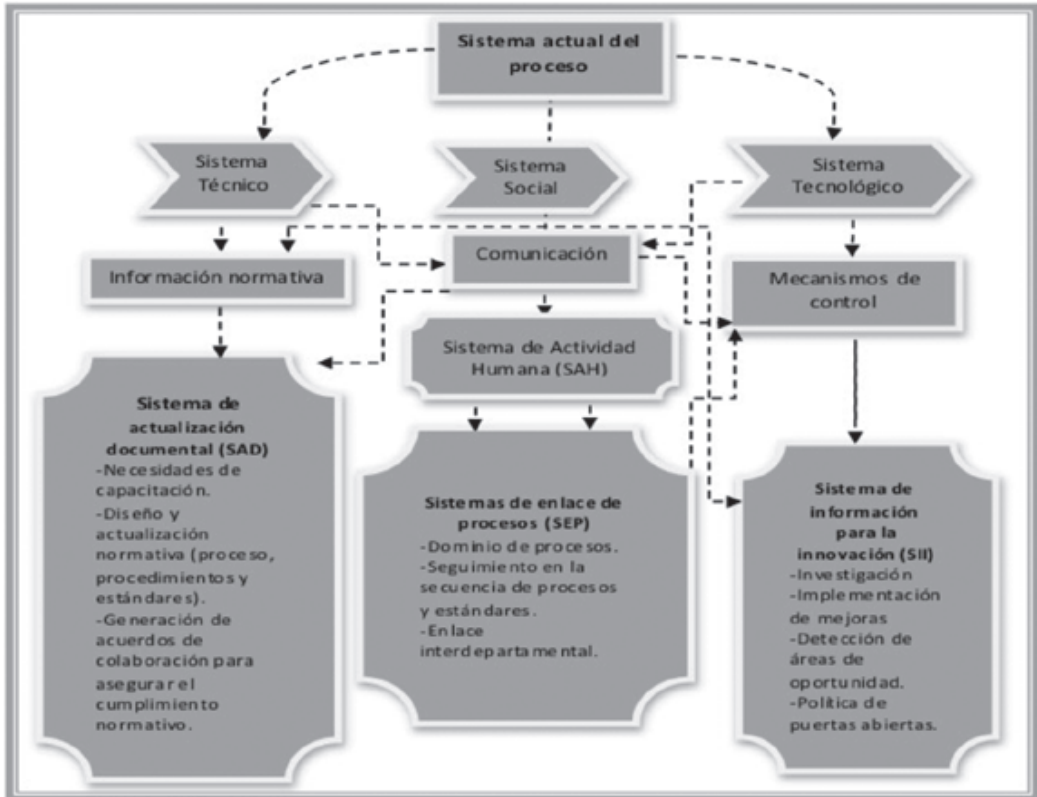 Sistema actual del
proceso
Sistema
Técnico
Sistema
Social
Sistema
Tecnológico
Información normativa
Comunicación
Mecanismos de
control
Sistema de Actividad
Humana (SAH)
Sistema de
actualización
documental (SAD)
-Necesidades de
capacitación.
-Diseño y
actualización
normativa (proceso,
procedimientos y
estándares).
-Generación de
acuerdos de
colaboración para
asegurar el
cumplimiento
normativo.
Sistemas de enlace de
procesos (SEP)
-Dominio de procesos.
-Seguimiento en la
secuencia de procesos
y estándares.
-Enlace
interdepartamental.
Sistema de
información
para la
innovación (SII)
-Investigación
-Implementación
de mejoras
-Detección de
áreas de
oportunidad.
-Política de
puertas abiertas.